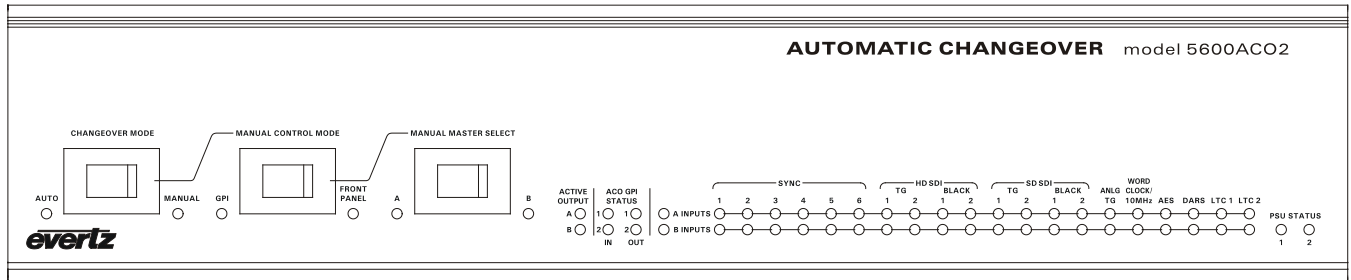 AUTOMATIC CHANGEOVER model 5600ACO2
CHANGEOVER MODE MANUAL CONTROL MODE MANUAL MASTER SELECT
AUTO MANUAL GPI FRONT PANEL A B
ACTIVE OUTPUT
A
B
ACO GPI STATUS
1 1
2 2
IN OUT
SYNC HD SDI SD SDI
TG BLACK TG BLACK
1 2 3 4 5 6 1 2 1 2 1 2 1 2 ANLG TG WORD CLOCK/ 10MHz AES DARS LTC 1 LTC 2
A INPUTS
B INPUTS
PSU STATUS
1 2
evertz